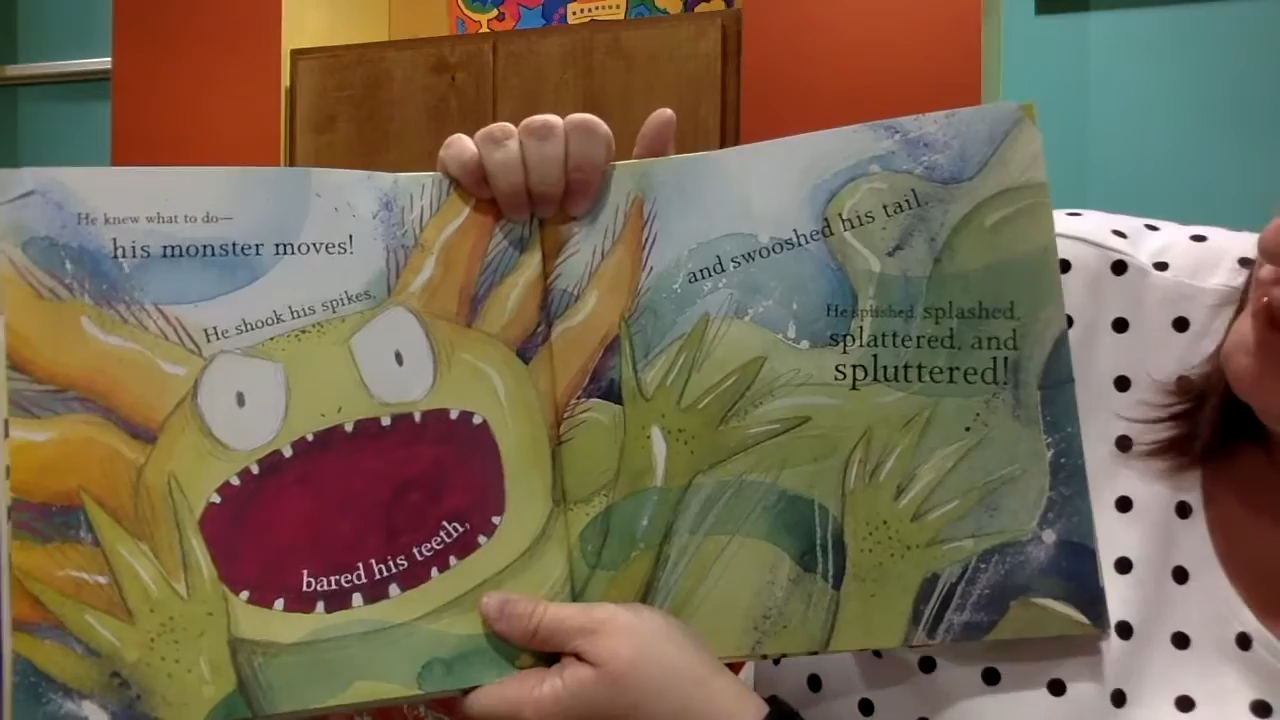 He knew what to do—
his monster moves!
He shook his spikes,
bared his teeth,
and swooshed his tail.
He splished, splashed,
splattered, and
spluttered!